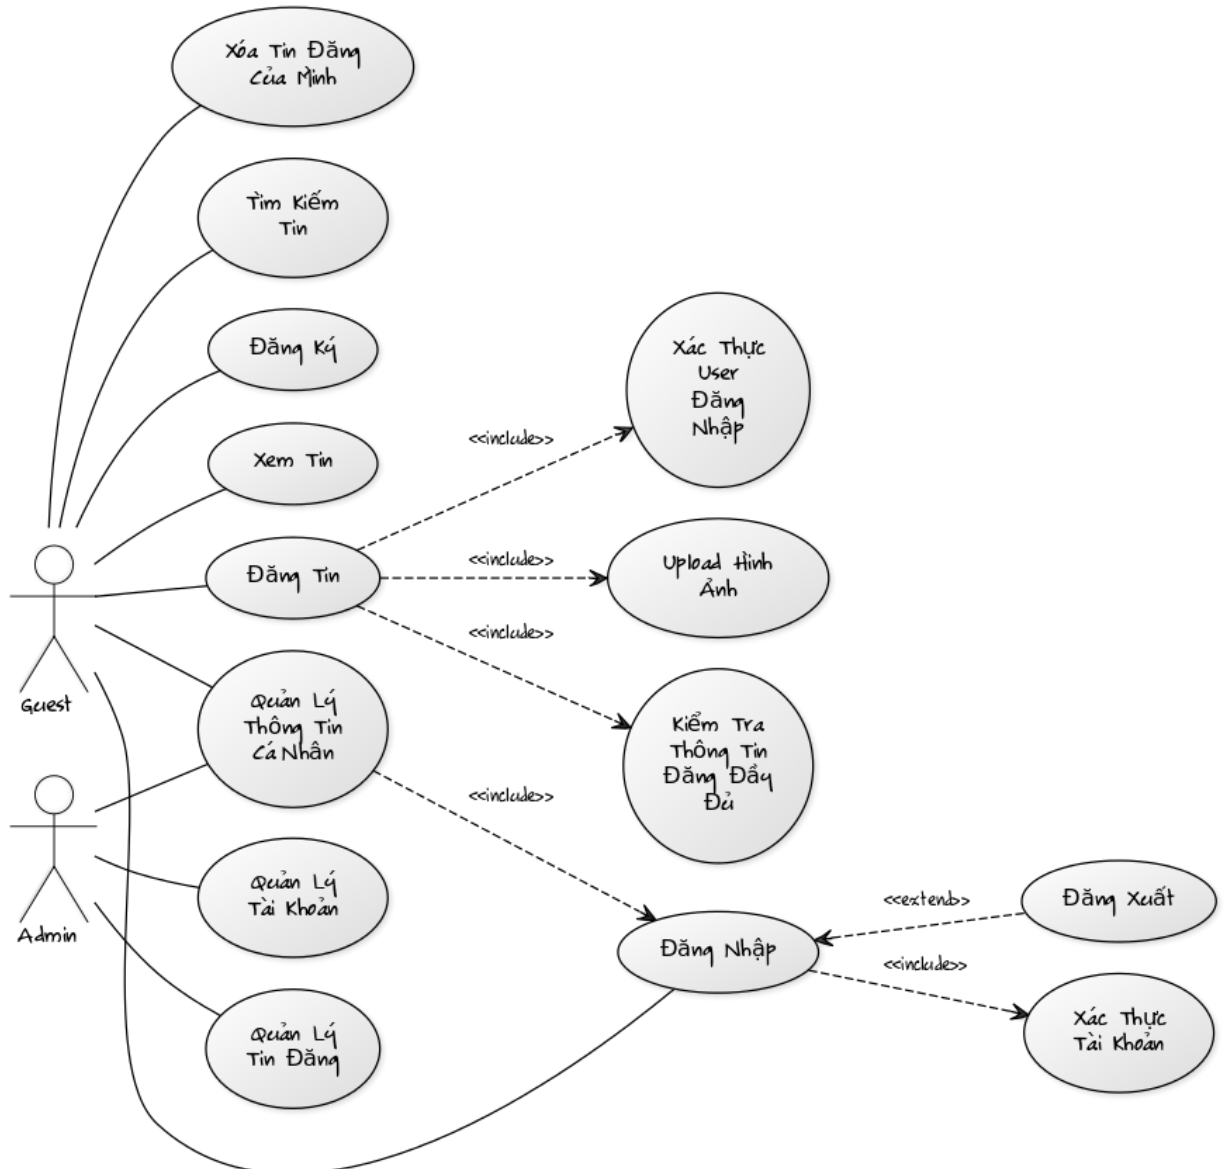 Xóa Tin Đăng
Của Mình
Tìm Kiếm
Tin
Đăng Ký
Xem Tin
Đăng Tin
Quản Lý
Thông Tin
Cá Nhân
Quản Lý
Tài Khoản
Quản Lý
Tin Đăng
Guest
Admin
<<include>>
<<include>>
<<include>>
<<include>>
Xác Thực
User
Đăng
Nhập
Upload Hình
Ảnh
Kiểm Tra
Thông Tin
Đăng Đầy
Đủ
Đăng Nhập
<<extend>>
<<include>>
Đăng Xuất
Xác Thực
Tài Khoản